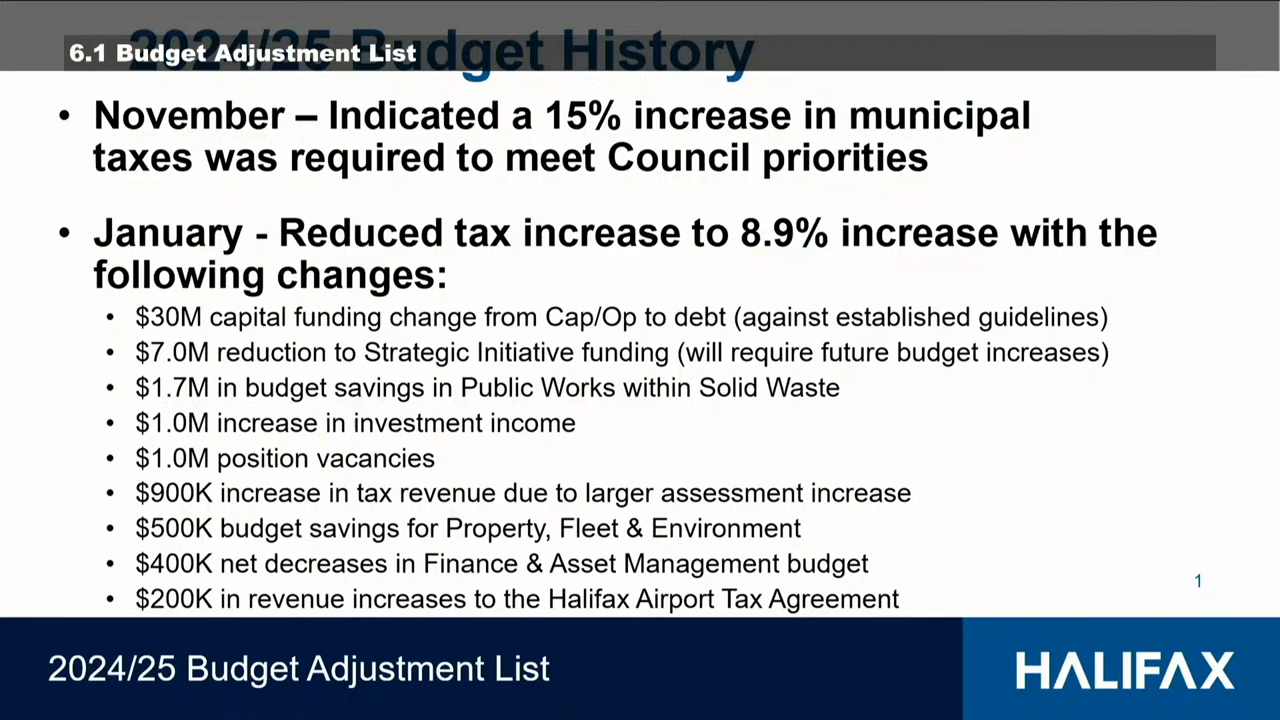 2024/25 Budget History
6.1 Budget Adjustment List
• November – Indicated a 15% increase in municipal
taxes was required to meet Council priorities
• January - Reduced tax increase to 8.9% increase with the
following changes:
• $30M capital funding change from Cap/Op to debt (against established guidelines)
• $7.0M reduction to Strategic Initiative funding (will require future budget increases)
• $1.7M in budget savings in Public Works within Solid Waste
• $1.0M increase in investment income
• $1.0M position vacancies
• $900K increase in tax revenue due to larger assessment increase
• $500K budget savings for Property, Fleet & Environment
• $400K net decreases in Finance & Asset Management budget
• $200K in revenue increases to the Halifax Airport Tax Agreement
1
2024/25 Budget Adjustment List
HALIFAX